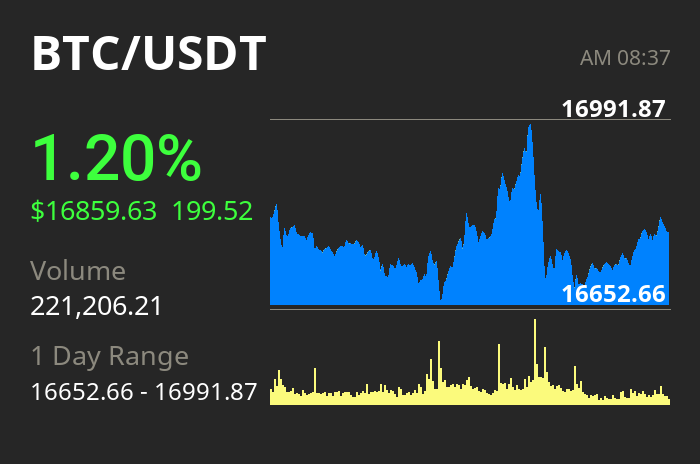 BTC/USDT
AM 08:37
16991.87
1.20%
$16859.63 199.52
Volume
221,206.21
16652.66
1 Day Range
16652.66 - 16991.87